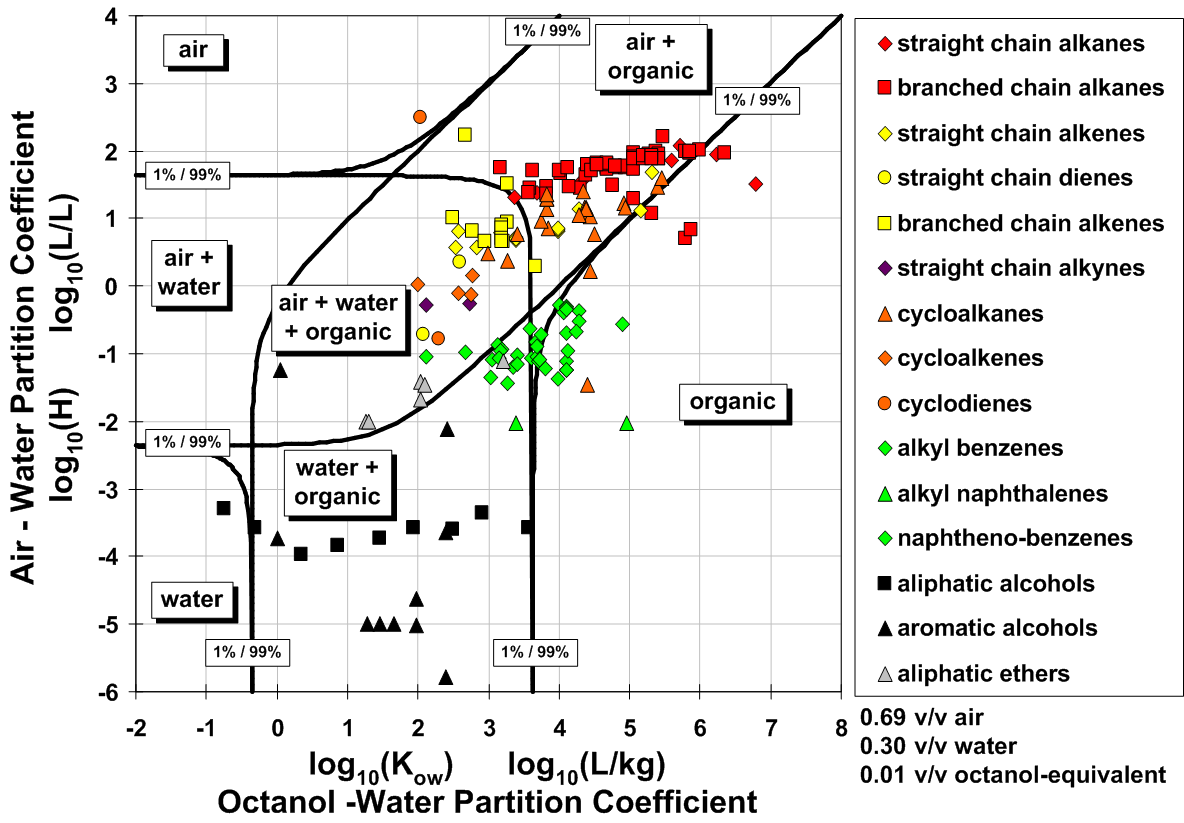 4
3
2
1
0
-1
-2
-3
-4
-5
-6
Air - Water Partition Coefficient
log10(H) log10(L/L)
air
1% / 99%
air +
organic
1% / 99%
1% / 99%
air +
water
air + water
+ organic
organic
1% / 99%
water +
organic
water
1% / 99%
1% / 99%
-2 -1 0 1 2 3 4 5 6 7 8
log10(Kow) log10(L/kg)
Octanol -Water Partition Coefficient
straight chain alkanes
branched chain alkanes
straight chain alkenes
straight chain dienes
branched chain alkenes
straight chain alkynes
cycloalkanes
cycloalkenes
cyclodienes
alkyl benzenes
alkyl naphthalenes
naphtheno-benzenes
aliphatic alcohols
aromatic alcohols
aliphatic ethers
0.69 v/v air
0.30 v/v water
0.01 v/v octanol-equivalent